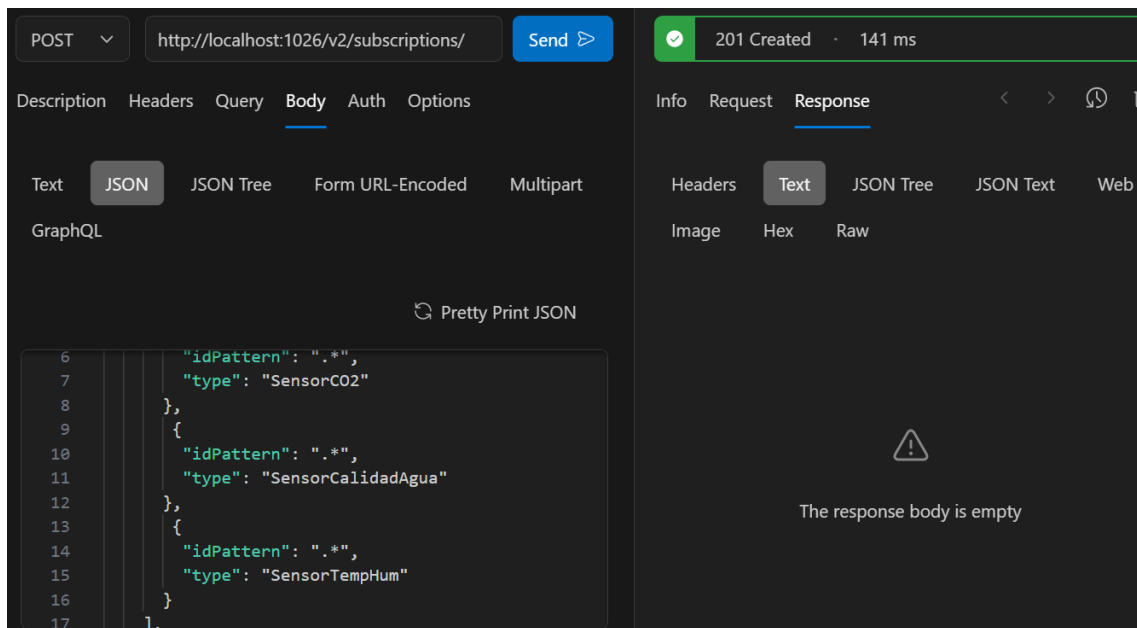 POST http://localhost:1026/v2/subscriptions/ Send
Description Headers Query Body Auth Options
Text JSON JSON Tree Form URL-Encoded Multipart
GraphQL
Pretty Print JSON
6 "idPattern": ".*",
7 "type": "SensorCO2"
8 },
9 {
10 "idPattern": ".*",
11 "type": "SensorCalidadAgua"
12 },
13 {
14 "idPattern": ".*",
15 "type": "SensorTempHum"
16 }
17 ],
201 Created · 141 ms
Info Request Response
Headers Text JSON Tree JSON Text Web
Image Hex Raw
The response body is empty